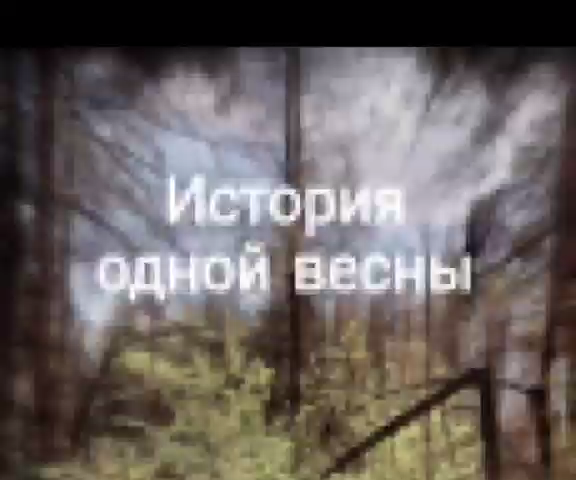 История
одной весны